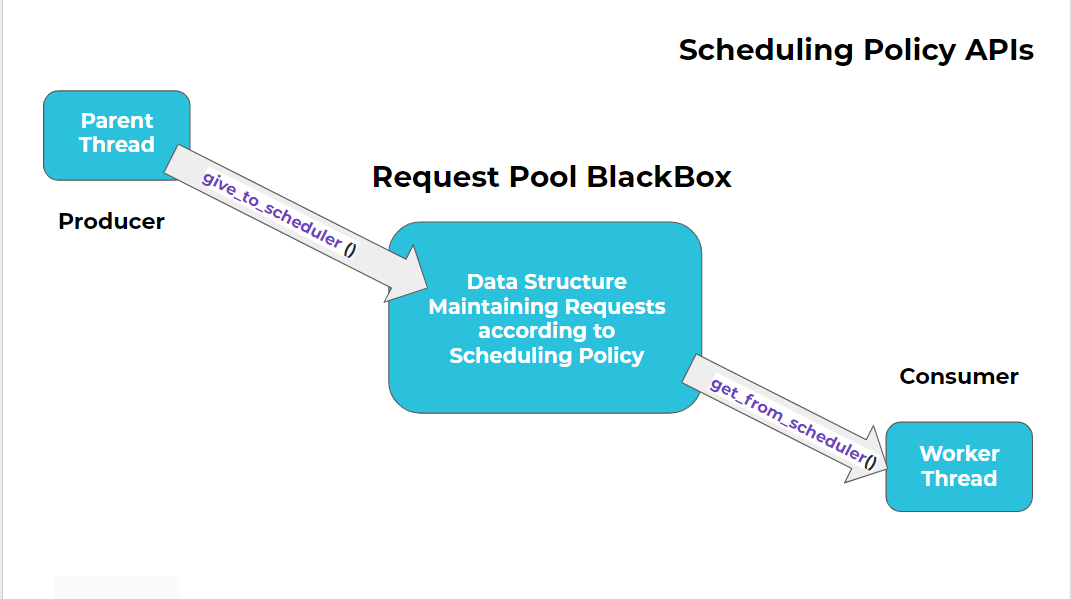 Scheduling Policy APIs
Parent
Thread
give_to_scheduler ()
Producer
Request Pool BlackBox
Data Structure
Maintaining Requests
according to
Scheduling Policy
get_from_scheduler()
Consumer
Worker
Thread